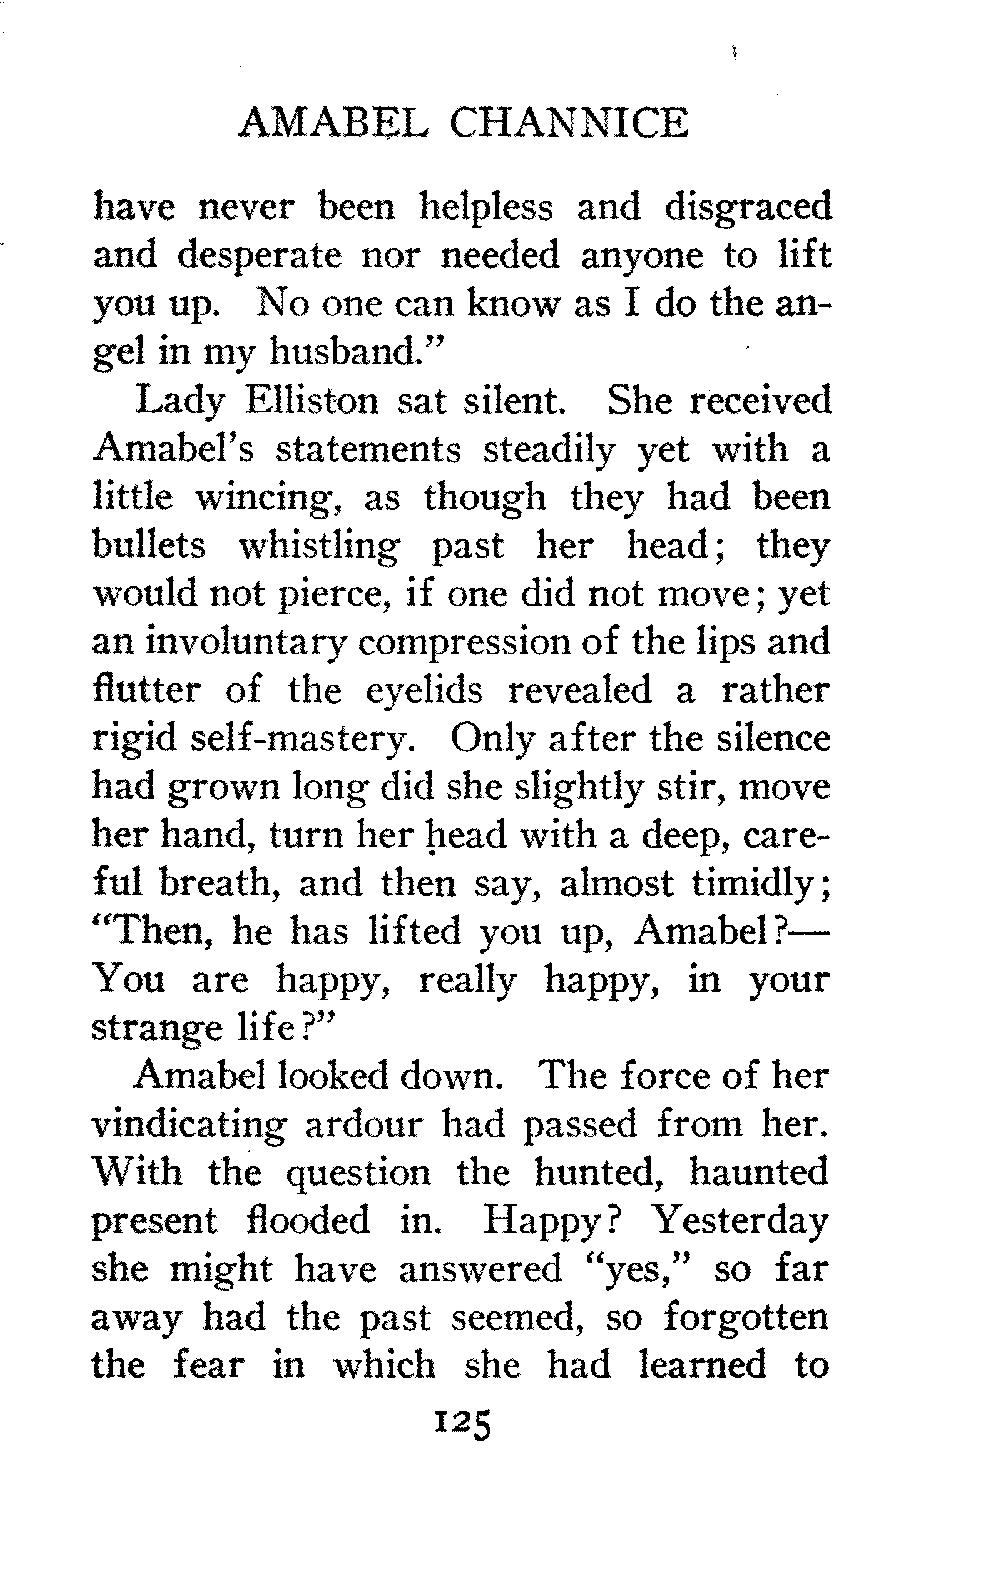 AMABEL CHANNICE
have never been helpless and disgraced
and desperate nor needed anyone to lift
you up. No one can know as I do the an-
gel in my husband.”
Lady Elliston sat silent. She received
Amabel’s statements steadily yet with a
little wincing, as though they had been
bullets whistling past her head; they
would not pierce, if one did not move; yet
an involuntary compression of the lips and
flutter of the eyelids revealed a rather
rigid self-mastery. Only after the silence
had grown long did she slightly stir, move
her hand, turn her head with a deep, care-
ful breath, and then say, almost timidly;
“Then, he has lifted you up, Amabel?—
You are happy, really happy, in your
strange life?”
Amabel looked down. The force of her
vindicating ardour had passed from her.
With the question the hunted, haunted
present flooded in. Happy? Yesterday
she might have answered “yes,” so far
away had the past seemed, so forgotten
the fear in which she had learned to
125